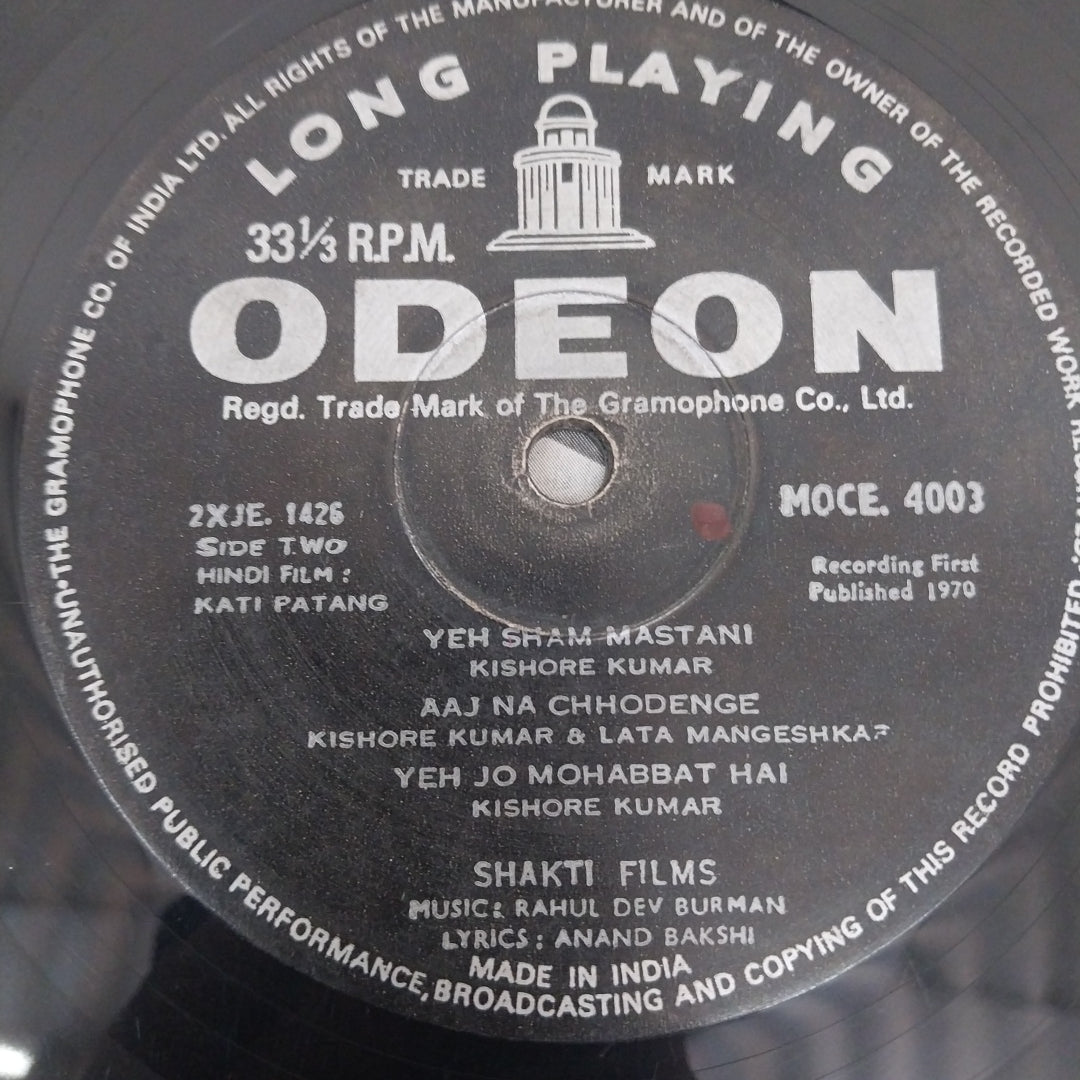 THE GRAMOPHONE CO. OF INDIA LTD. ALL RIGHTS OF THE MANUFACTURER AND OF THE OWNER OF THE RECORDED WORK
UNAUTHORISED PUBLIC PERFORMANCE, BROADCASTING AND COPYING OF THIS RECORD PROHIBITED.
LONG PLAYING
TRADE MARK
33⅓ R.P.M.
ODEON
Regd. Trade Mark of The Gramophone Co., Ltd.
2XJE. 1426
MOCE. 4003
SIDE TWO
HINDI FILM :
KATI PATANG
Recording First
Published 1970
YEH SHAM MASTANI
KISHORE KUMAR
AAJ NA CHHODENGE
KISHORE KUMAR & LATA MANGESHKAR
YEH JO MOHABBAT HAI
KISHORE KUMAR
SHAKTI FILMS
MUSIC: RAHUL DEV BURMAN
LYRICS : ANAND BAKSHI
MADE IN INDIA